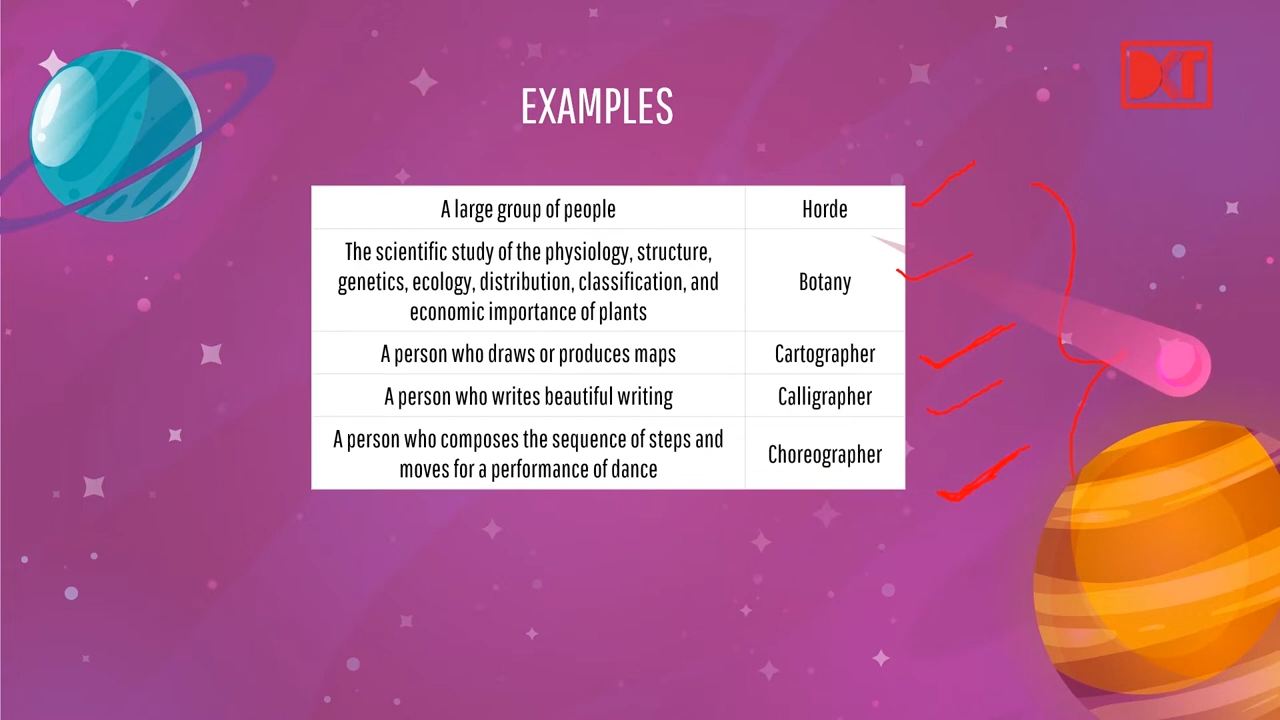 DKT
EXAMPLES
A large group of people
Horde
The scientific study of the physiology, structure,
genetics, ecology, distribution, classification, and
economic importance of plants
Botany
A person who draws or produces maps
Cartographer
A person who writes beautiful writing
Calligrapher
A person who composes the sequence of steps and
moves for a performance of dance
Choreographer